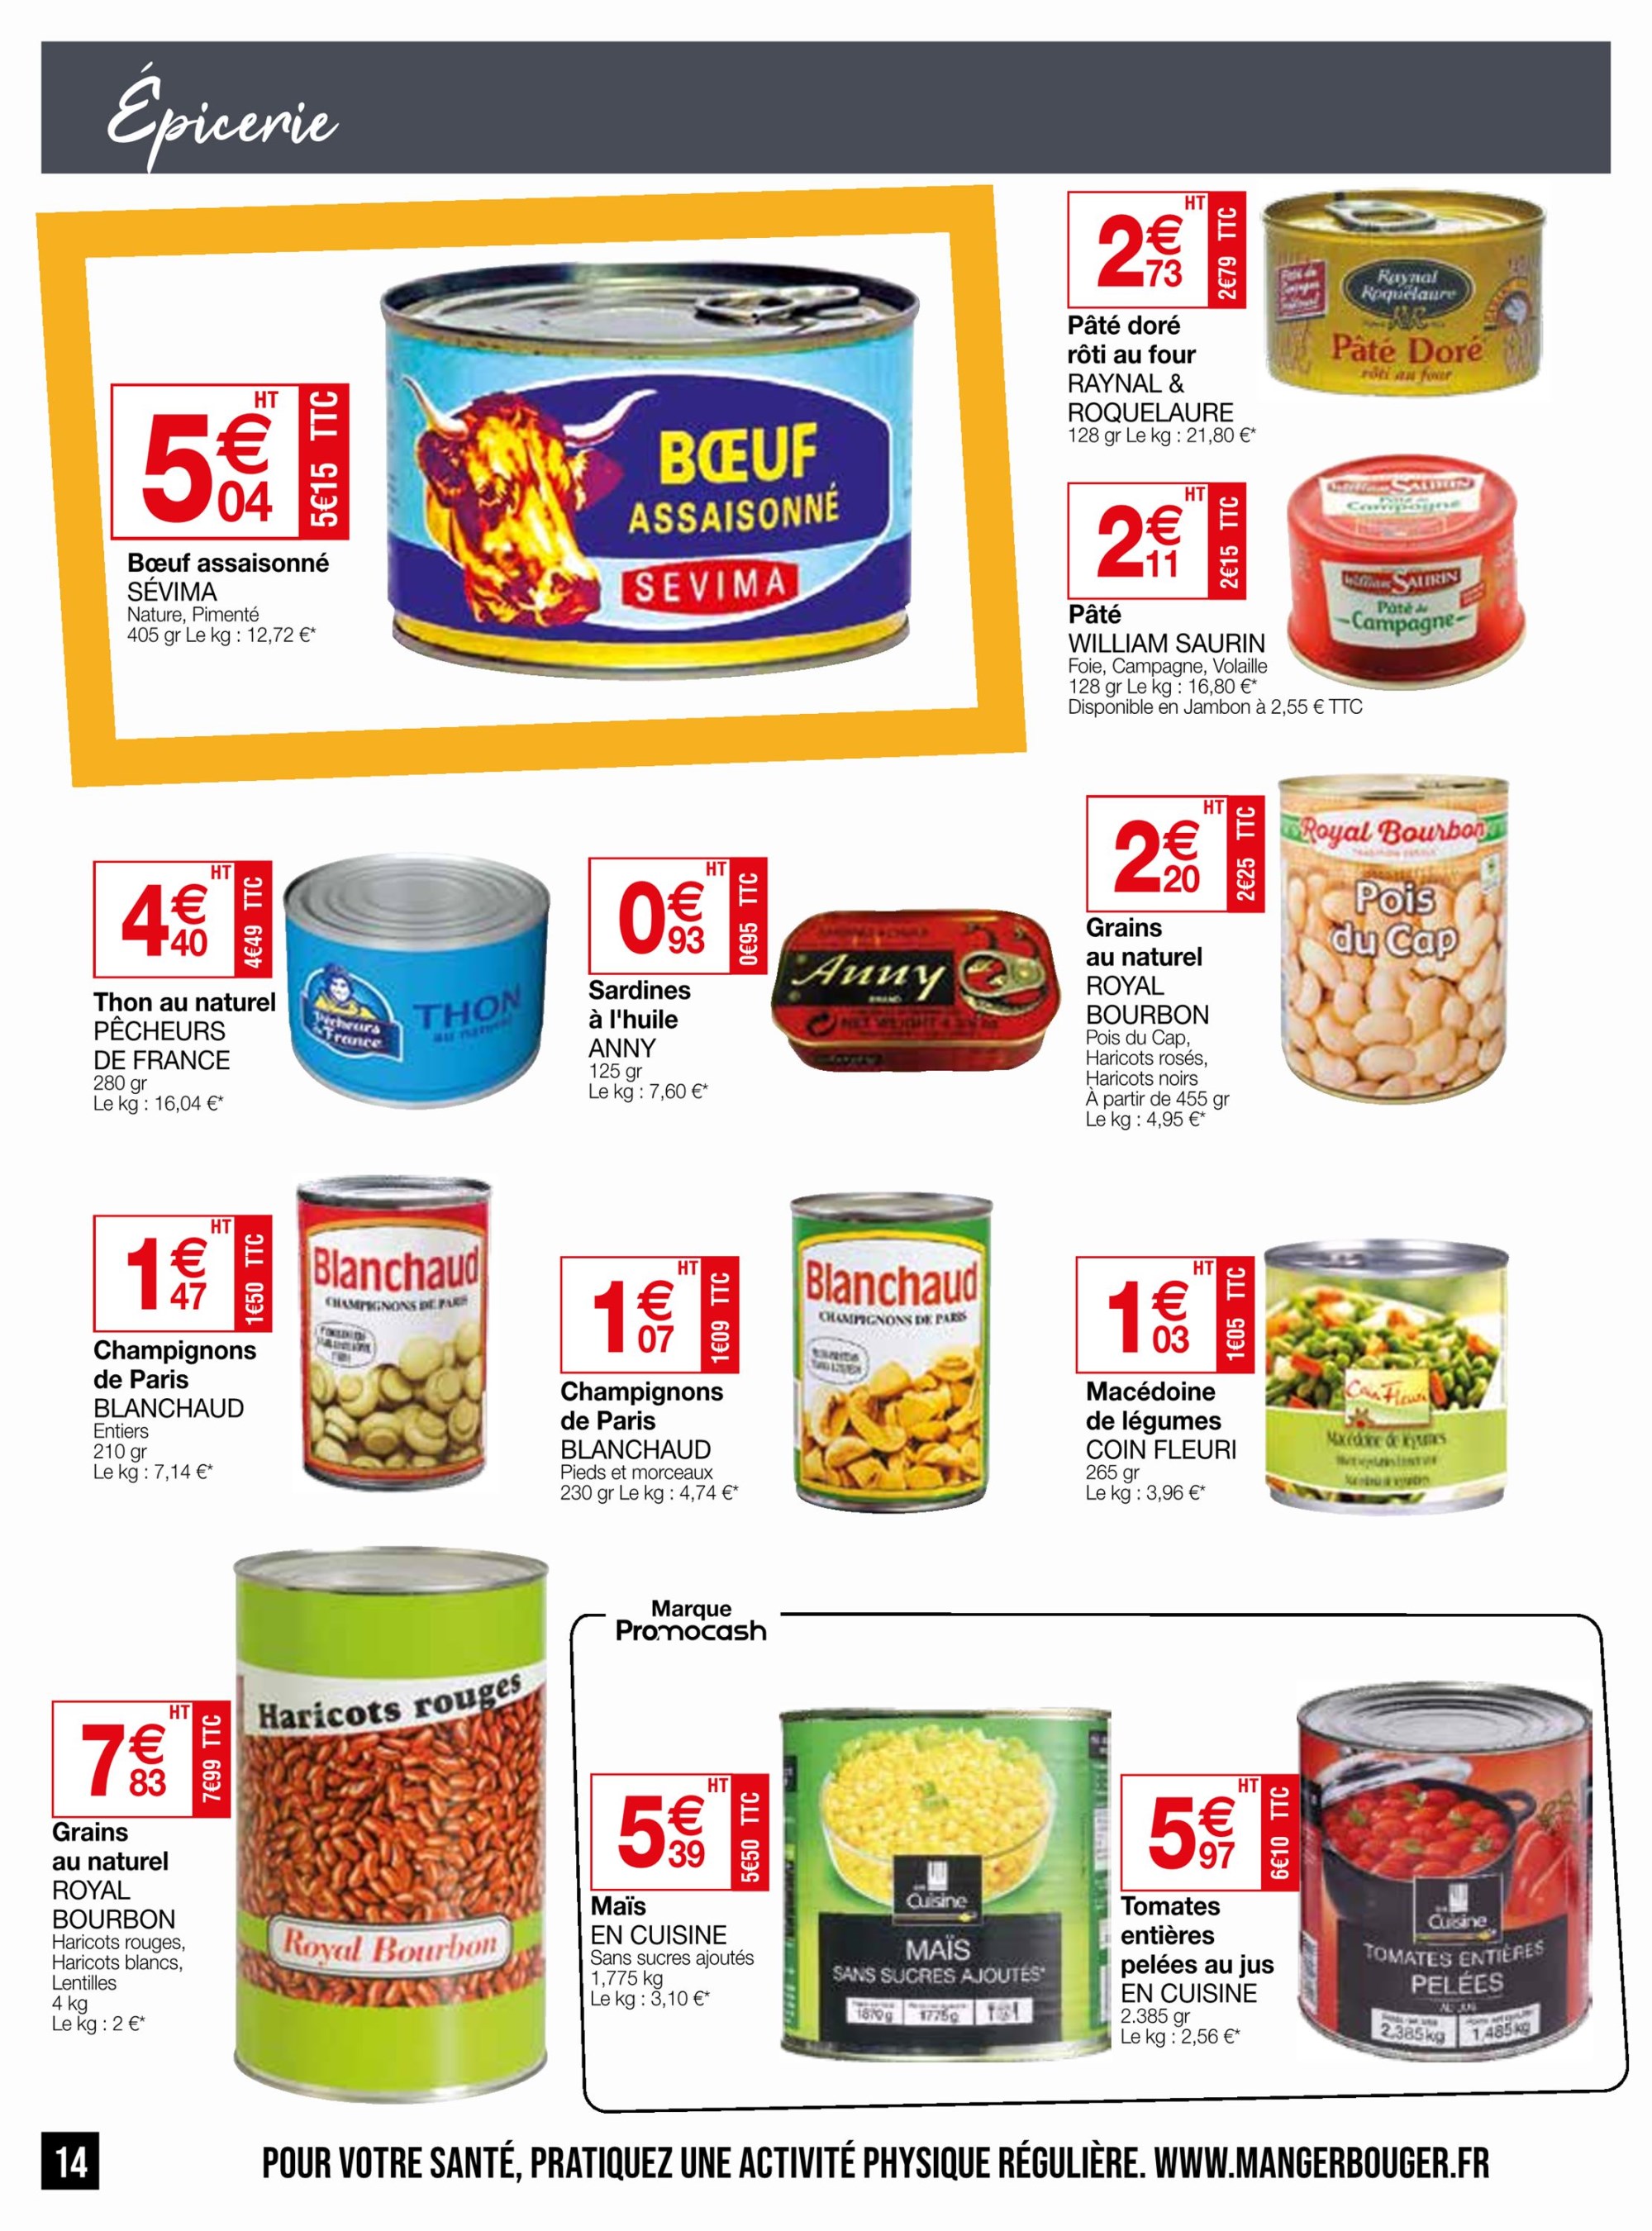 Épicerie
HT
5€04
5€15 TTC
Bœuf assaisonné
SÉVIMA
Nature, Pimenté
405 gr Le kg : 12,72 €*
BŒUF
ASSAISONNÉ
SEVIMA
HT
2€73
2€79 TTC
Pâté doré
rôti au four
RAYNAL &
ROQUELAURE
128 gr Le kg : 21,80 €*
Raynal
Roquelaure
Pâté Doré
rôti au four
HT
2€11
2€15 TTC
Pâté
WILLIAM SAURIN
Foie, Campagne, Volaille
128 gr Le kg : 16,80 €*
Disponible en Jambon à 2,55 € TTC
William SAURIN
Pâté de
Campagne
William SAURIN
Pâté de
Campagne
HT
4€40
4€49 TTC
Thon au naturel
PÊCHEURS
DE FRANCE
280 gr
Le kg : 16,04 €*
Pêcheurs
de France
THON
au naturel
HT
0€93
0€95 TTC
Sardines
à l'huile
ANNY
125 gr
Le kg : 7,60 €*
Anny
BRAND
NET WEIGHT
HT
2€20
2€25 TTC
Grains
au naturel
ROYAL
BOURBON
Pois du Cap,
Haricots rosés,
Haricots noirs
À partir de 455 gr
Le kg : 4,95 €*
Royal Bourbon
Pois
du Cap
HT
1€47
1€50 TTC
Champignons
de Paris
BLANCHAUD
Entiers
210 gr
Le kg : 7,14 €*
Blanchaud
CHAMPIGNONS DE PARIS
HT
1€07
1€09 TTC
Champignons
de Paris
BLANCHAUD
Pieds et morceaux
230 gr Le kg : 4,74 €*
Blanchaud
CHAMPIGNONS DE PARIS
HT
1€03
1€05 TTC
Macédoine
de légumes
COIN FLEURI
265 gr
Le kg : 3,96 €*
Coin Fleuri
Macédoine de légumes
HT
7€83
7€99 TTC
Grains
au naturel
ROYAL
BOURBON
Haricots rouges,
Haricots blancs,
Lentilles
4 kg
Le kg : 2 €*
Haricots rouges
Royal Bourbon
Marque
Promocash
HT
5€39
5€50 TTC
Maïs
EN CUISINE
Sans sucres ajoutés
1,775 kg
Le kg : 3,10 €*
Cuisine
MAÏS
SANS SUCRES AJOUTÉS*
1870g 1775g
HT
5€97
6€10 TTC
Tomates
entières
pelées au jus
EN CUISINE
2.385 gr
Le kg : 2,56 €*
Cuisine
TOMATES ENTIÈRES
PELÉES
AU JUS
2.385kg 1,485kg
14
POUR VOTRE SANTÉ, PRATIQUEZ UNE ACTIVITÉ PHYSIQUE RÉGULIÈRE. WWW.MANGERBOUGER.FR